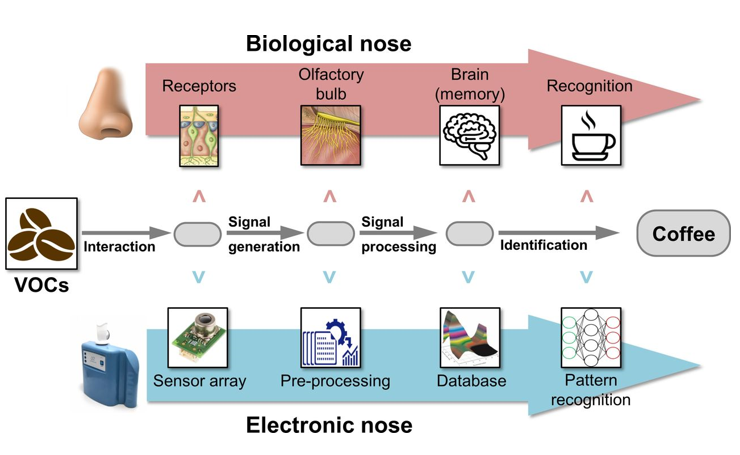 Biological nose
Receptors
Olfactory
bulb
Brain
(memory)
Recognition
VOCs
Interaction
Signal
generation
Signal
processing
Identification
Coffee
Sensor array
Pre-processing
Database
Pattern
recognition
Electronic nose